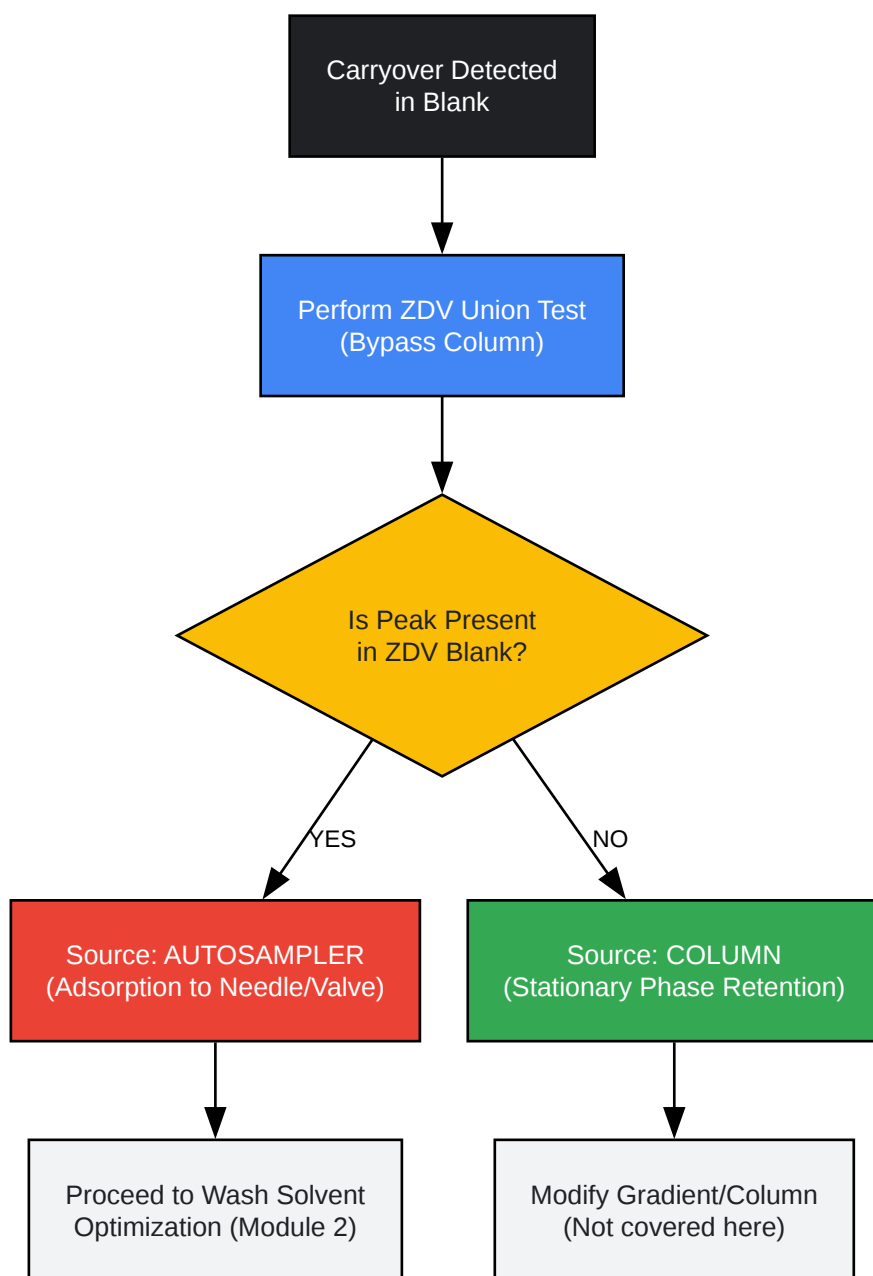 Carryover Detected
in Blank
Perform ZDV Union Test
(Bypass Column)
Is Peak Present
in ZDV Blank?
YES
NO
Source: AUTOSAMPLER
(Adsorption to Needle/Valve)
Source: COLUMN
(Stationary Phase Retention)
Proceed to Wash Solvent
Optimization (Module 2)
Modify Gradient/Column
(Not covered here)